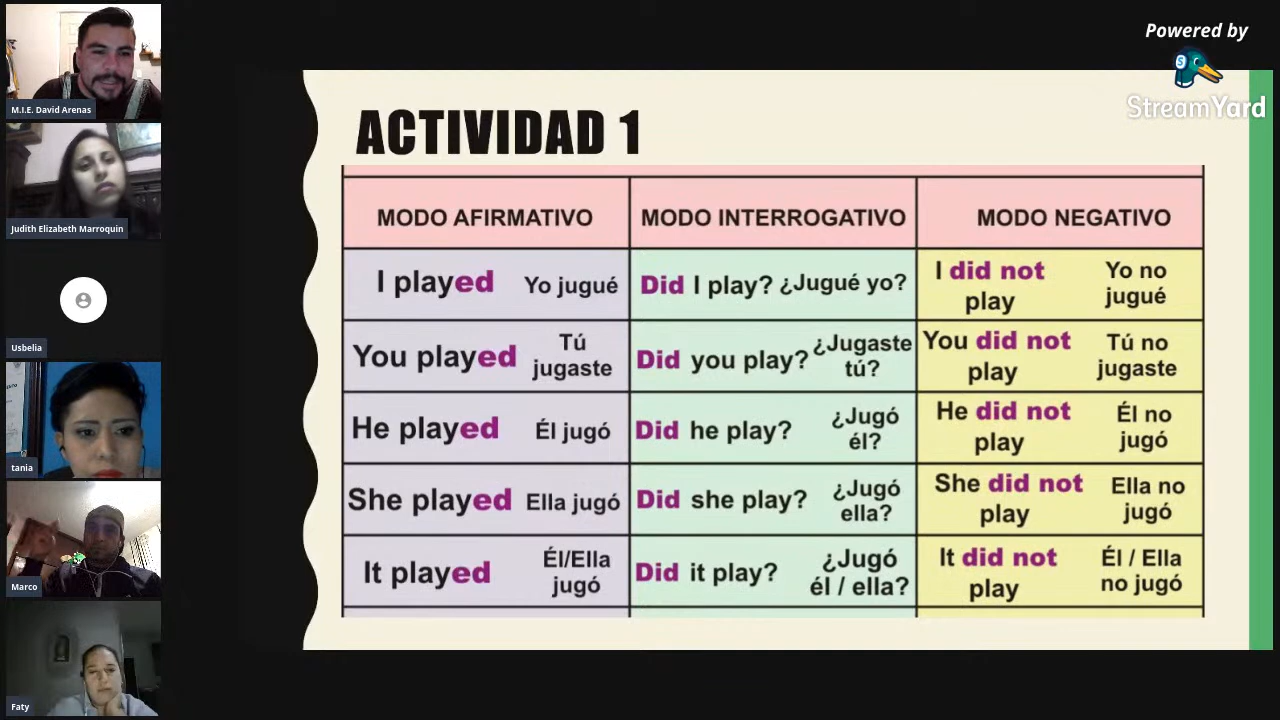 Powered by
StreamYard
M.I.E. David Arenas
Judith Elizabeth Marroquin
Usbelia
tania
Marco
Faty
ACTIVIDAD 1
MODO AFIRMATIVO MODO INTERROGATIVO MODO NEGATIVO
I played Yo jugué
Did I play? ¿Jugué yo?
I did not
play
Yo no
jugué
You played
Tú
jugaste
Did you play?
¿Jugaste
tú?
You did not
play
Tú no
jugaste
He played Él jugó
Did he play?
¿Jugó
él?
He did not
play
Él no
jugó
She played Ella jugó
Did she play?
¿Jugó
ella?
She did not
play
Ella no
jugó
It played
Él/Ella
jugó
Did it play?
¿Jugó
él / ella?
It did not
play
Él / Ella
no jugó